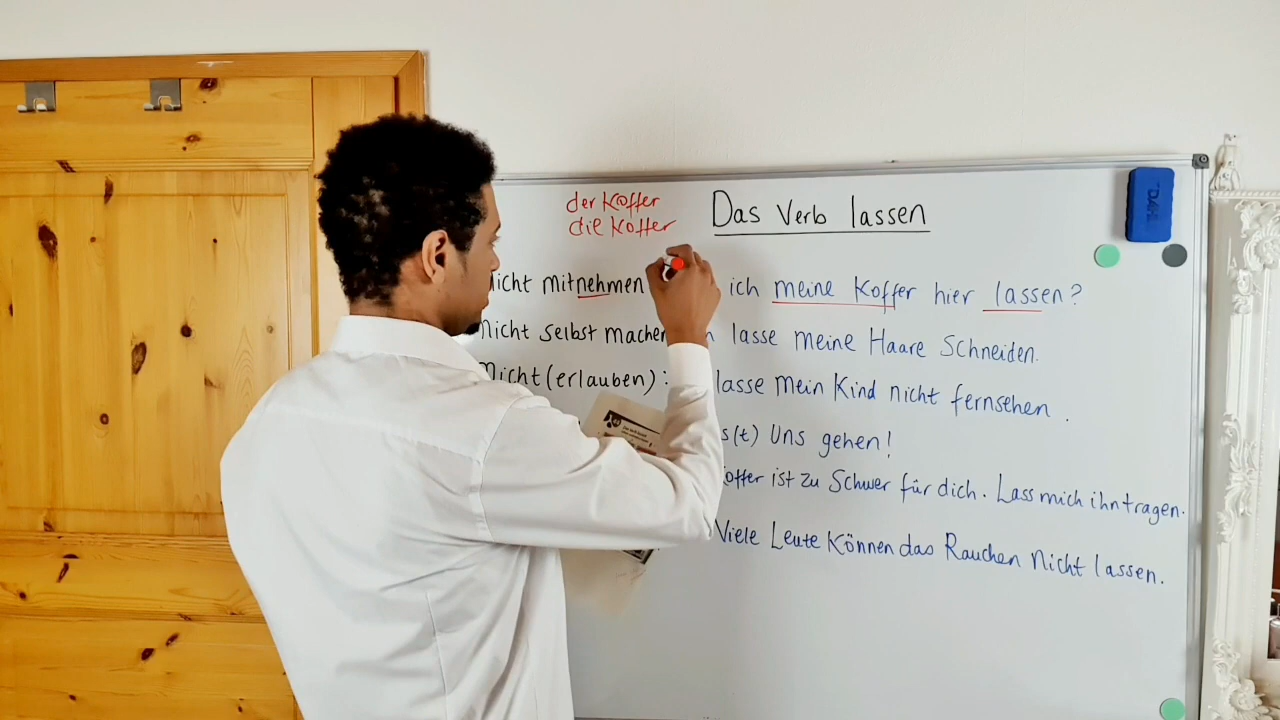 der Koffer
die Koffer
Das Verb lassen
nicht mitnehmen ich meine Koffer hier lassen?
nicht selbst machen lasse meine Haare Schneiden.
Nicht (erlauben): lasse mein Kind nicht fernsehen.
s(t) Uns gehen!
offer ist zu Schwer für dich. Lass mich ihn tragen.
Viele Leute können das Rauchen nicht lassen.